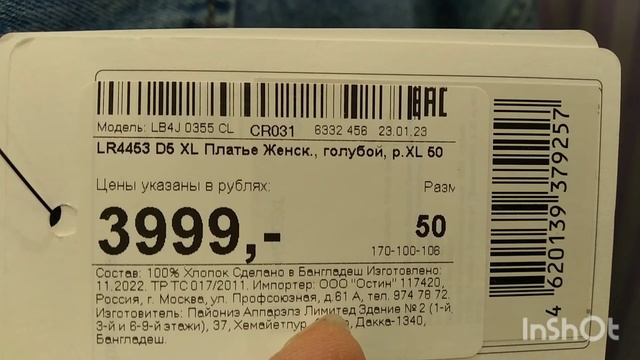 EAC
Модель: LB4J 0355 CL CR031 6332 456 23.01.23
LR4453 D5 XL Платье Женск., голубой, р.XL 50
Цены указаны в рублях: Разм
3999,- 50
170-100-106
Состав: 100% Хлопок Сделано в Бангладеш Изготовлено:
11.2022. ТР ТС 017/2011. Импортер: ООО "Остин" 117420,
Россия, г. Москва, ул. Профсоюзная, д.61 А, тел. 974 78 72.
Изготовитель: Пайониз Аппарэлз Лимитед Здание № 2 (1-й,
3-й и 6-9-й этажи), 37, Хемайетпур, Дакка-1340,
Бангладеш.
4 620139 379257
InShot